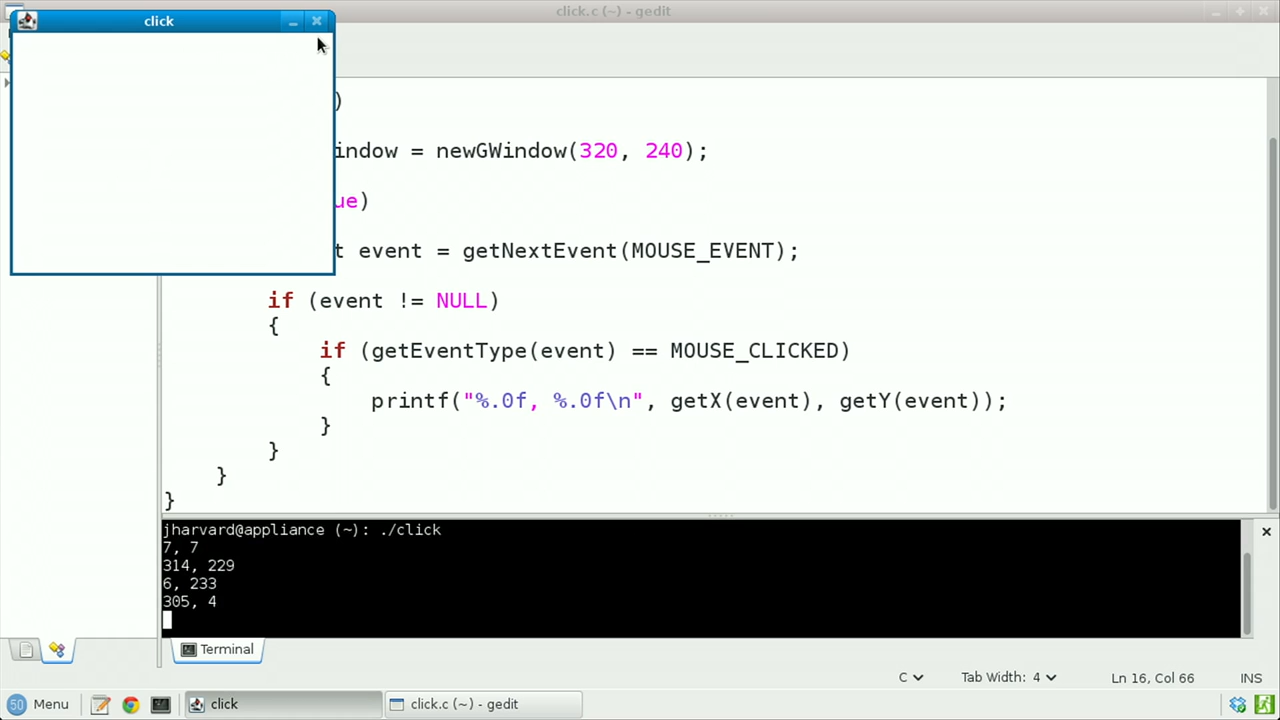 click
click.c (~) - gedit
)
indow = newGWindow(320, 240);
ue)
t event = getNextEvent(MOUSE_EVENT);
if (event != NULL)
{
if (getEventType(event) == MOUSE_CLICKED)
{
printf("%.0f, %.0f\n", getX(event), getY(event));
}
}
}
}
jharvard@appliance (~): ./click
7, 7
314, 229
6, 233
305, 4
Terminal
C Tab Width: 4 Ln 16, Col 66 INS
50 Menu click click.c (~) - gedit